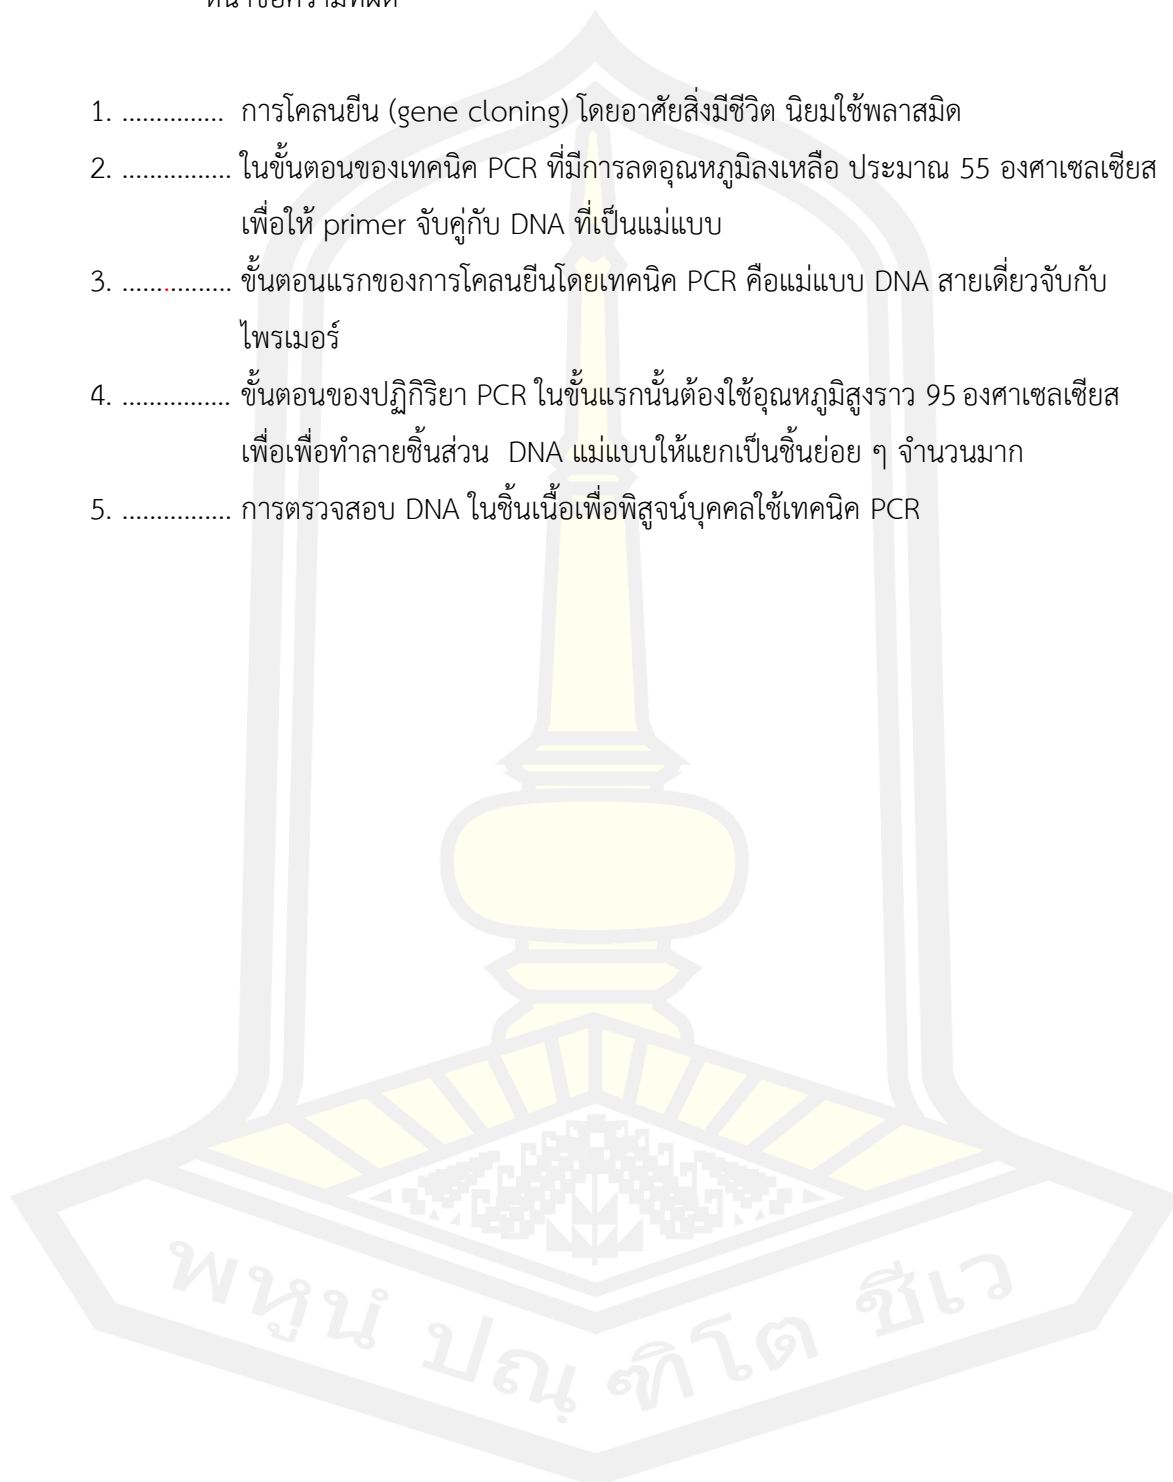 หน้าข้อความที่ผิด
1. ............... การโคลนยีน (gene cloning) โดยอาศัยสิ่งมีชีวิต นิยมใช้พลาสมิด
2. ................ ในขั้นตอนของเทคนิค PCR ที่มีการลดอุณหภูมิลงเหลือ ประมาณ 55 องศาเซลเซียส
เพื่อให้ primer จับคู่กับ DNA ที่เป็นแม่แบบ
3. ................ ขั้นตอนแรกของการโคลนยีนโดยเทคนิค PCR คือแม่แบบ DNA สายเดี่ยวจับกับ
ไพรเมอร์
4. ................ ขั้นตอนของปฏิกิริยา PCR ในขั้นแรกนั้นต้องใช้อุณหภูมิสูงราว 95 องศาเซลเซียส
เพื่อเพื่อทำลายชิ้นส่วน DNA แม่แบบให้แยกเป็นชิ้นย่อย ๆ จำนวนมาก
5. ................ การตรวจสอบ DNA ในชิ้นเนื้อเพื่อพิสูจน์บุคคลใช้เทคนิค PCR
พหูนํ ปณฺฑิโต ชีเว